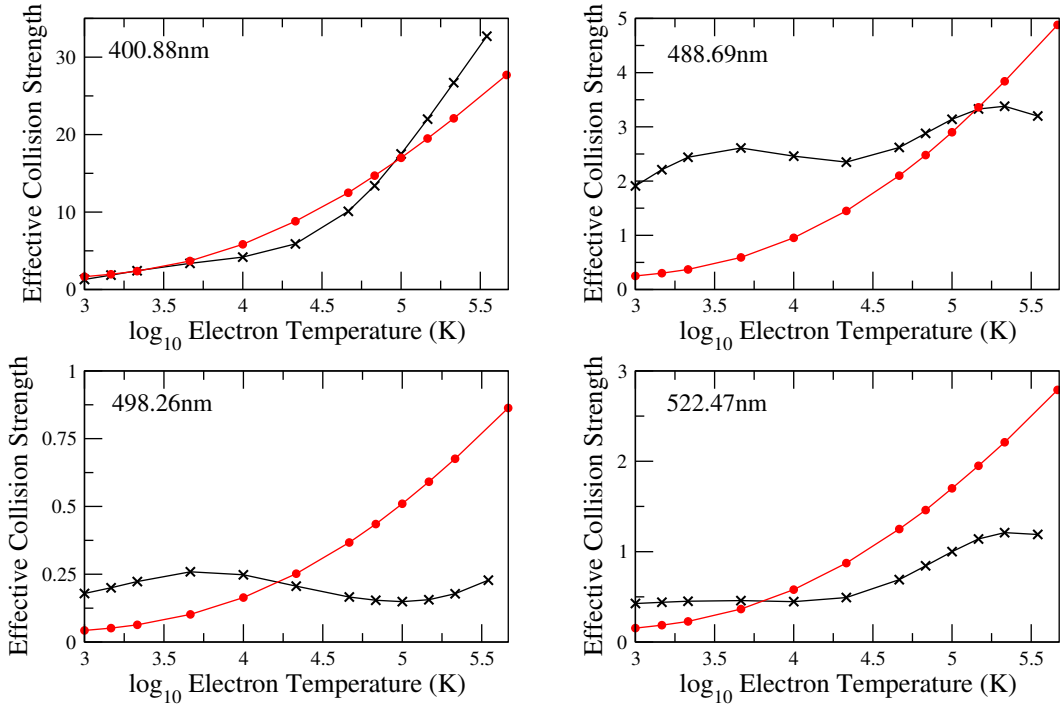 400.88nm
Effective Collision Strength
30
20
10
0
3 3.5 4 4.5 5 5.5
log10 Electron Temperature (K)
488.69nm
Effective Collision Strength
5
4
3
2
1
0
3 3.5 4 4.5 5 5.5
log10 Electron Temperature (K)
498.26nm
Effective Collision Strength
1
0.75
0.5
0.25
0
3 3.5 4 4.5 5 5.5
log10 Electron Temperature (K)
522.47nm
Effective Collision Strength
3
2
1
0
3 3.5 4 4.5 5 5.5
log10 Electron Temperature (K)